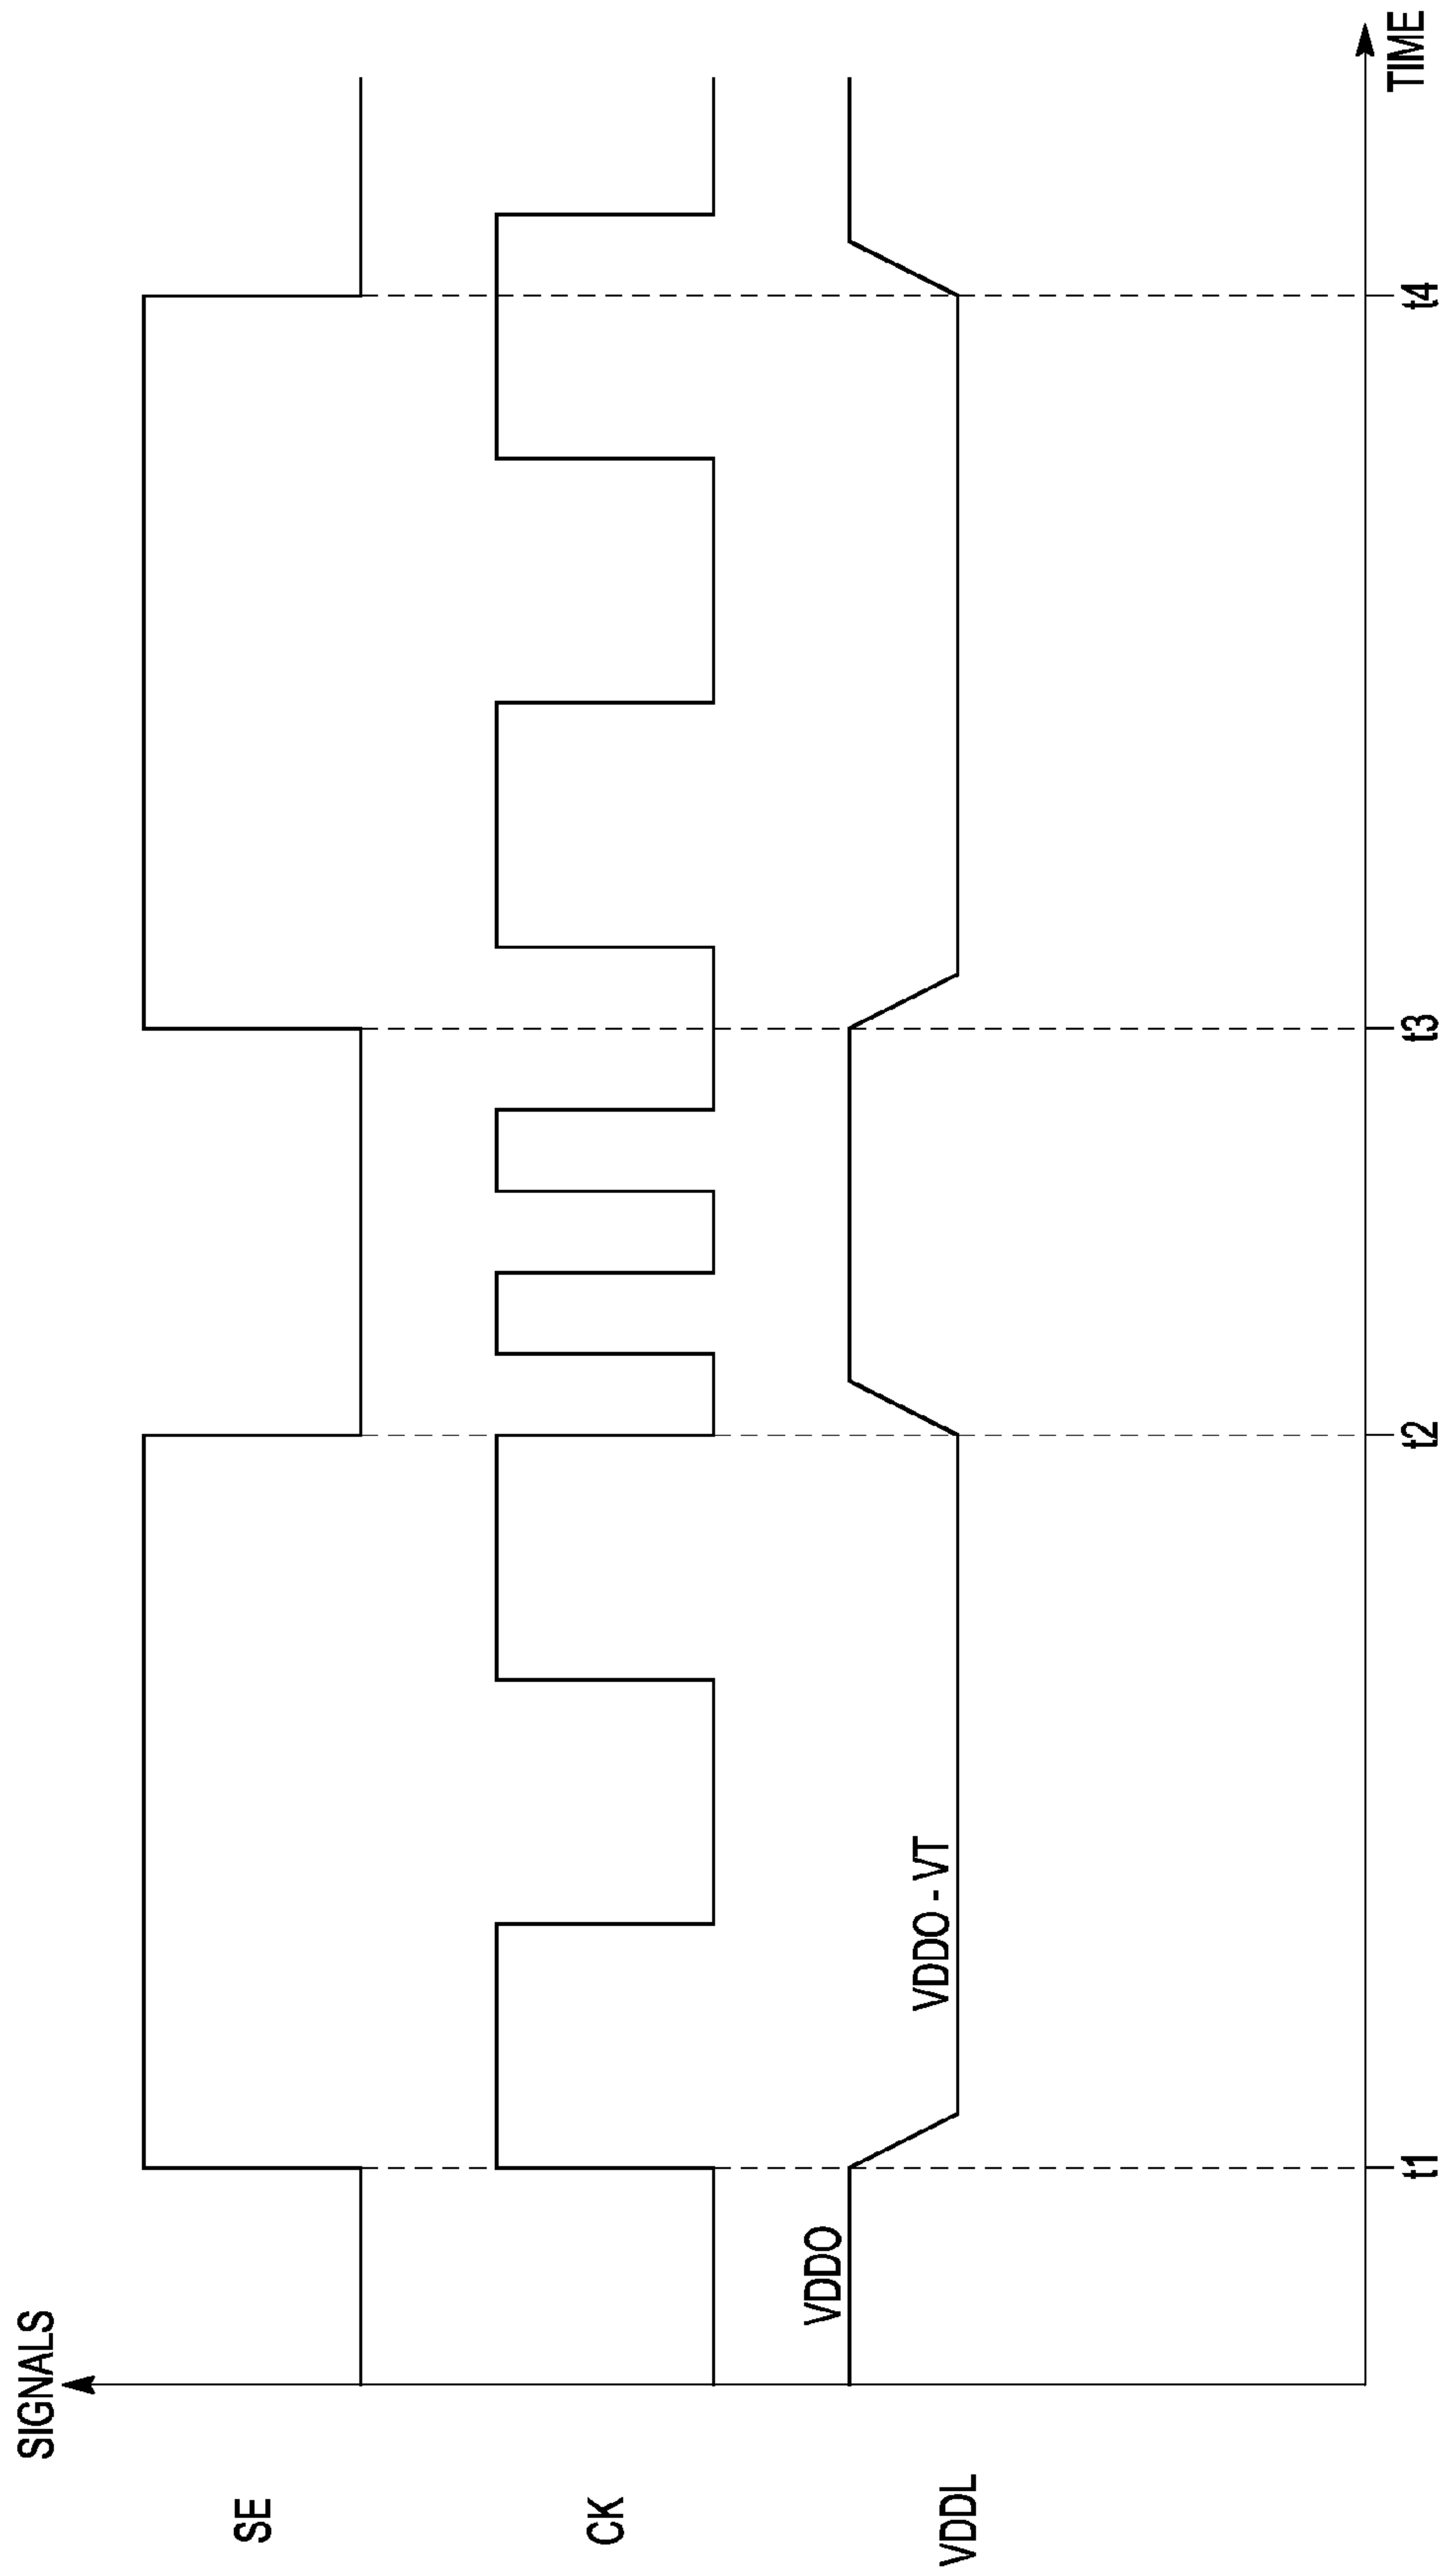 SIGNALS
SE
CK
VDDL
VDDO
VDDO - VT
t1
t2
t3
t4
TIME